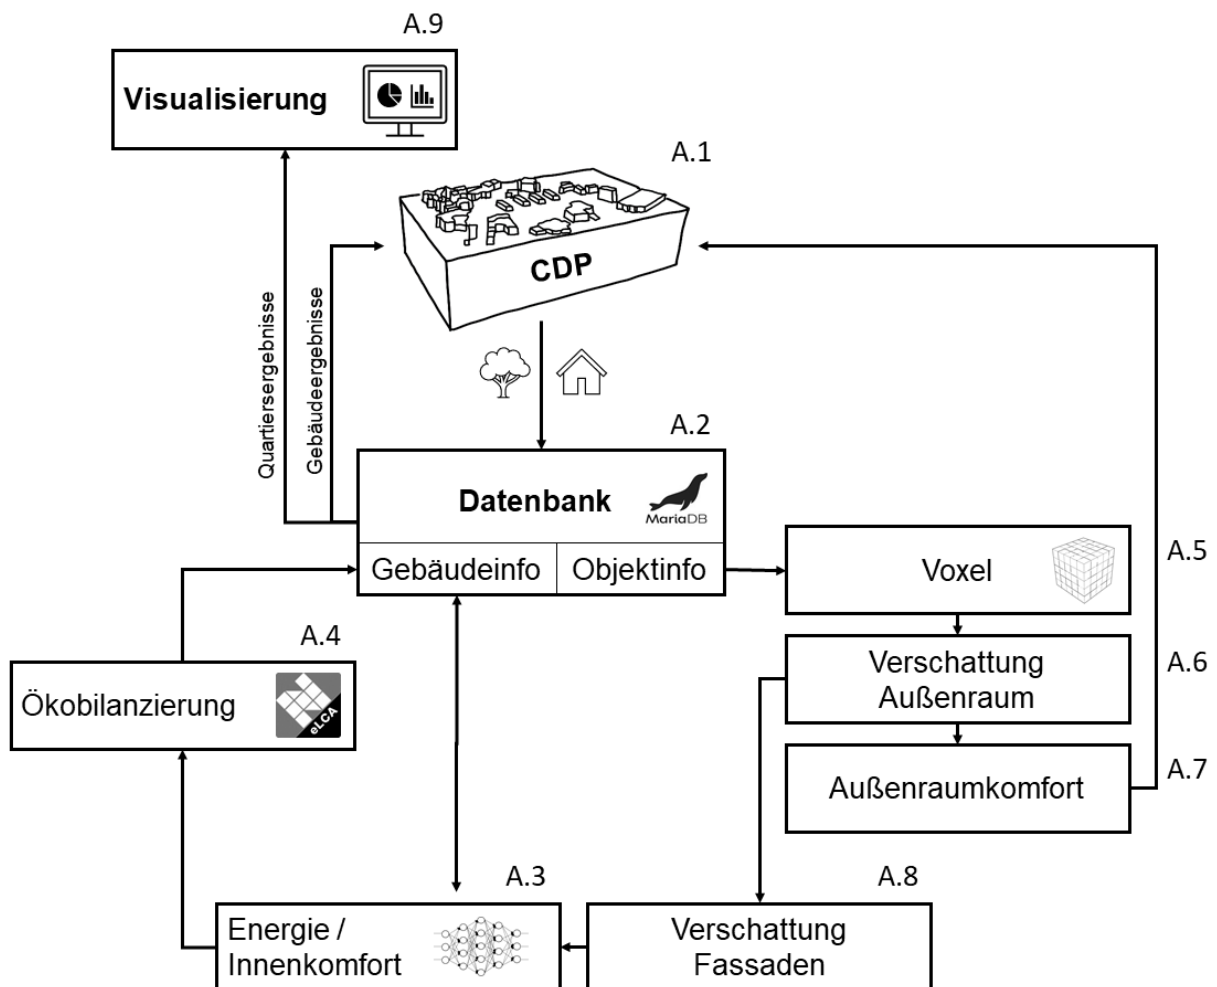 A.9
Visualisierung
A.1
CDP
Quartiersergebnisse
Gebäudeergebnisse
A.2
Datenbank
MariaDB
Gebäudeinfo
Objektinfo
A.5
Voxel
A.4
Ökobilanzierung
eLCA
A.6
Verschattung
Außenraum
A.7
Außenraumkomfort
A.3
Energie /
Innenkomfort
A.8
Verschattung
Fassaden